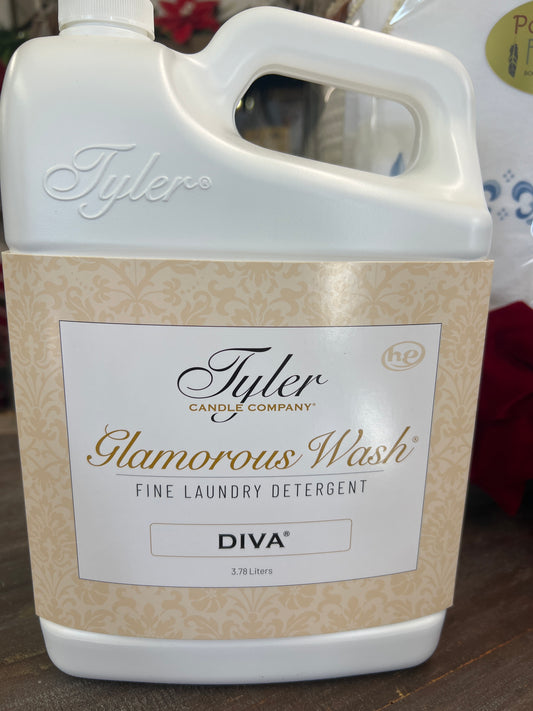 Tyler®
he
Tyler
CANDLE COMPANY®
Glamorous Wash®
FINE LAUNDRY DETERGENT
DIVA®
3.78 Liters